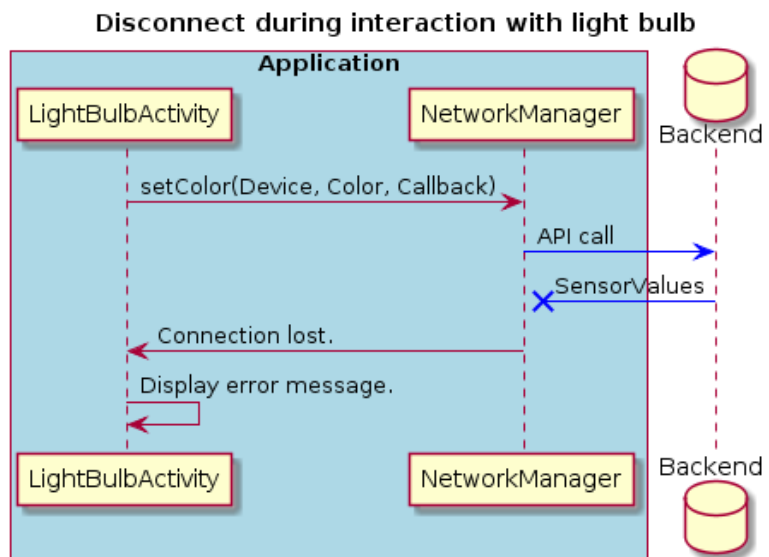 Disconnect during interaction with light bulb
Application
LightBulbActivity
NetworkManager
Backend
setColor(Device, Color, Callback)
API call
SensorValues
Connection lost.
Display error message.
LightBulbActivity
NetworkManager
Backend